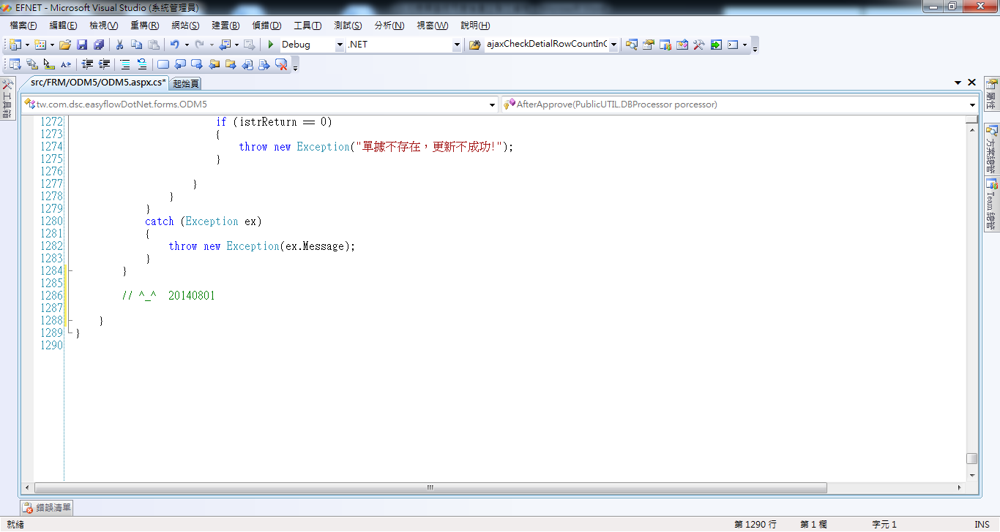 EFNET - Microsoft Visual Studio (系統管理員)
檔案(F) 編輯(E) 檢視(V) 重構(R) 網站(S) 建置(B) 偵錯(D) 工具(T) 測試(S) 分析(N) 視窗(W) 說明(H)
Debug .NET ajaxCheckDetialRowCountInC
src/FRM/ODM5/ODM5.aspx.cs* 起始頁
tw.com.dsc.easyflowDotNet.forms.ODM5 AfterApprove(PublicUTIL.DBProcessor porcessor)
工具箱
屬性
方案總管
Team 總管
1272 if (istrReturn == 0)
1273 {
1274 throw new Exception("單據不存在，更新不成功!");
1275 }
1276
1277 }
1278 }
1279 }
1280 catch (Exception ex)
1281 {
1282 throw new Exception(ex.Message);
1283 }
1284 }
1285
1286 // ^_^  20140801
1287
1288 }
1289 }
1290
錯誤清單
就緒 第 1290 行 第 1 欄 字元 1 INS